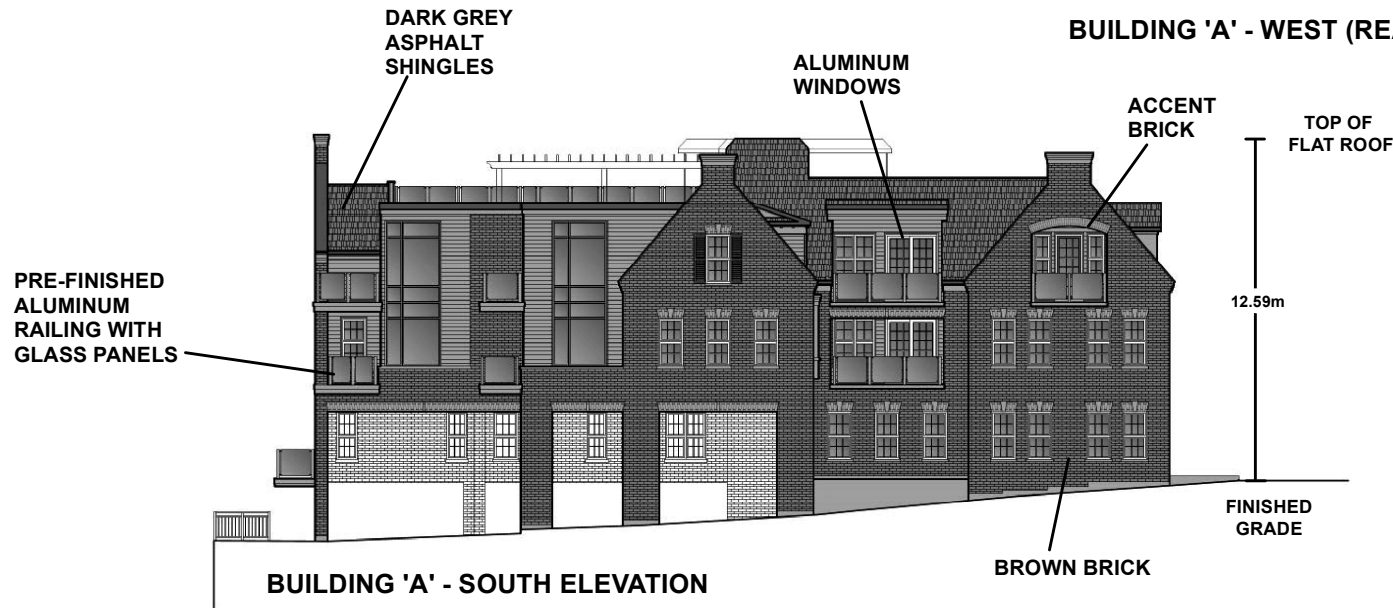 DARK GREY
ASPHALT
SHINGLES
BUILDING 'A' - WEST (REA
ALUMINUM
WINDOWS
ACCENT
BRICK
TOP OF
FLAT ROOF
PRE-FINISHED
ALUMINUM
RAILING WITH
GLASS PANELS
12.59m
FINISHED
GRADE
BROWN BRICK
BUILDING 'A' - SOUTH ELEVATION